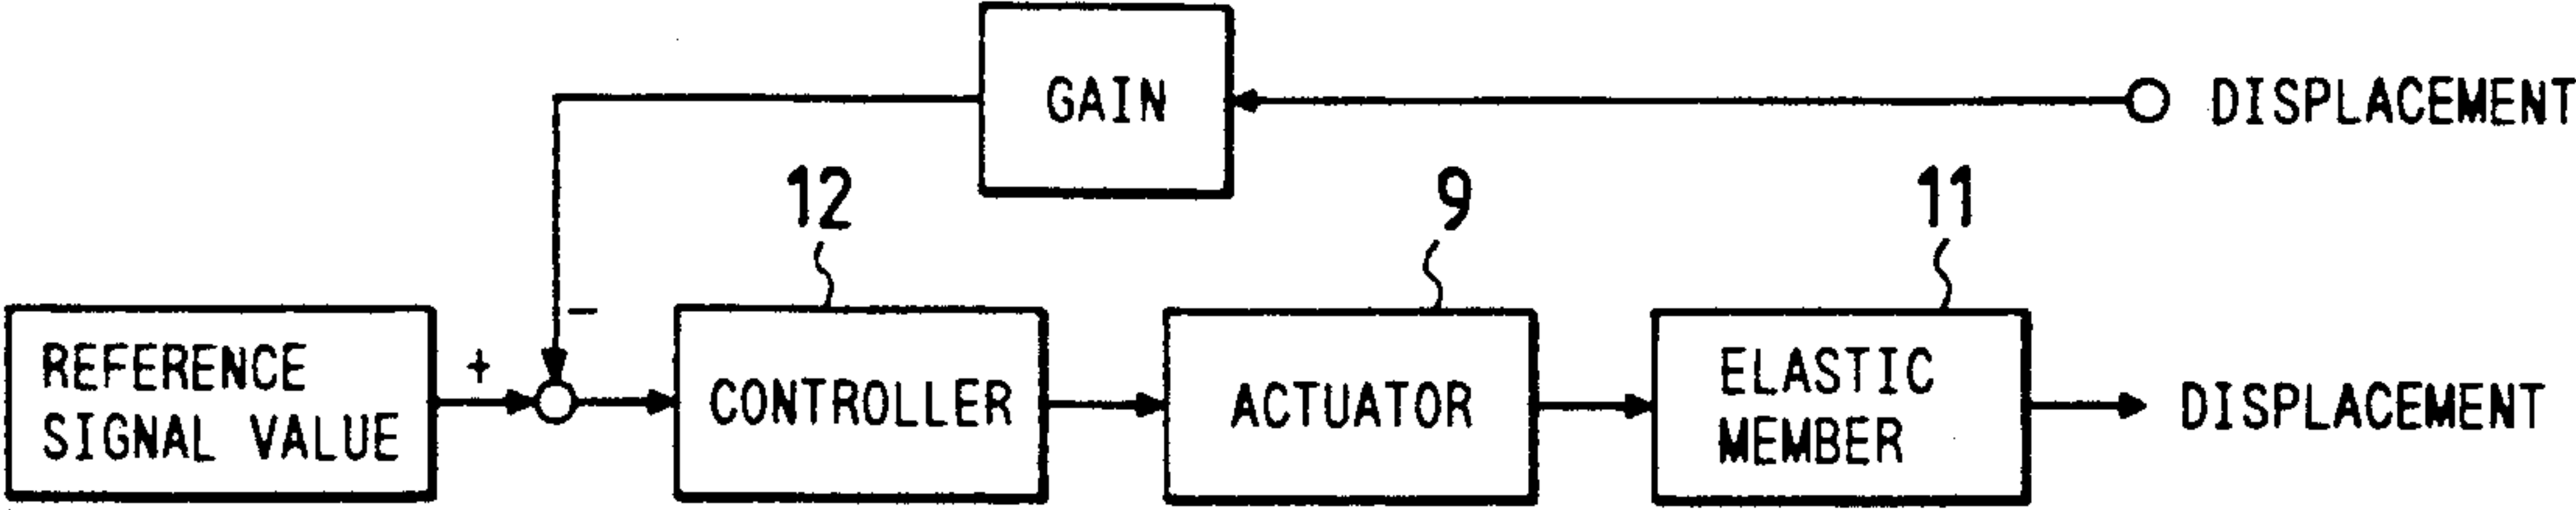 GAIN
DISPLACEMENT
12
9
11
REFERENCE
SIGNAL VALUE
+
−
CONTROLLER
ACTUATOR
ELASTIC
MEMBER
DISPLACEMENT